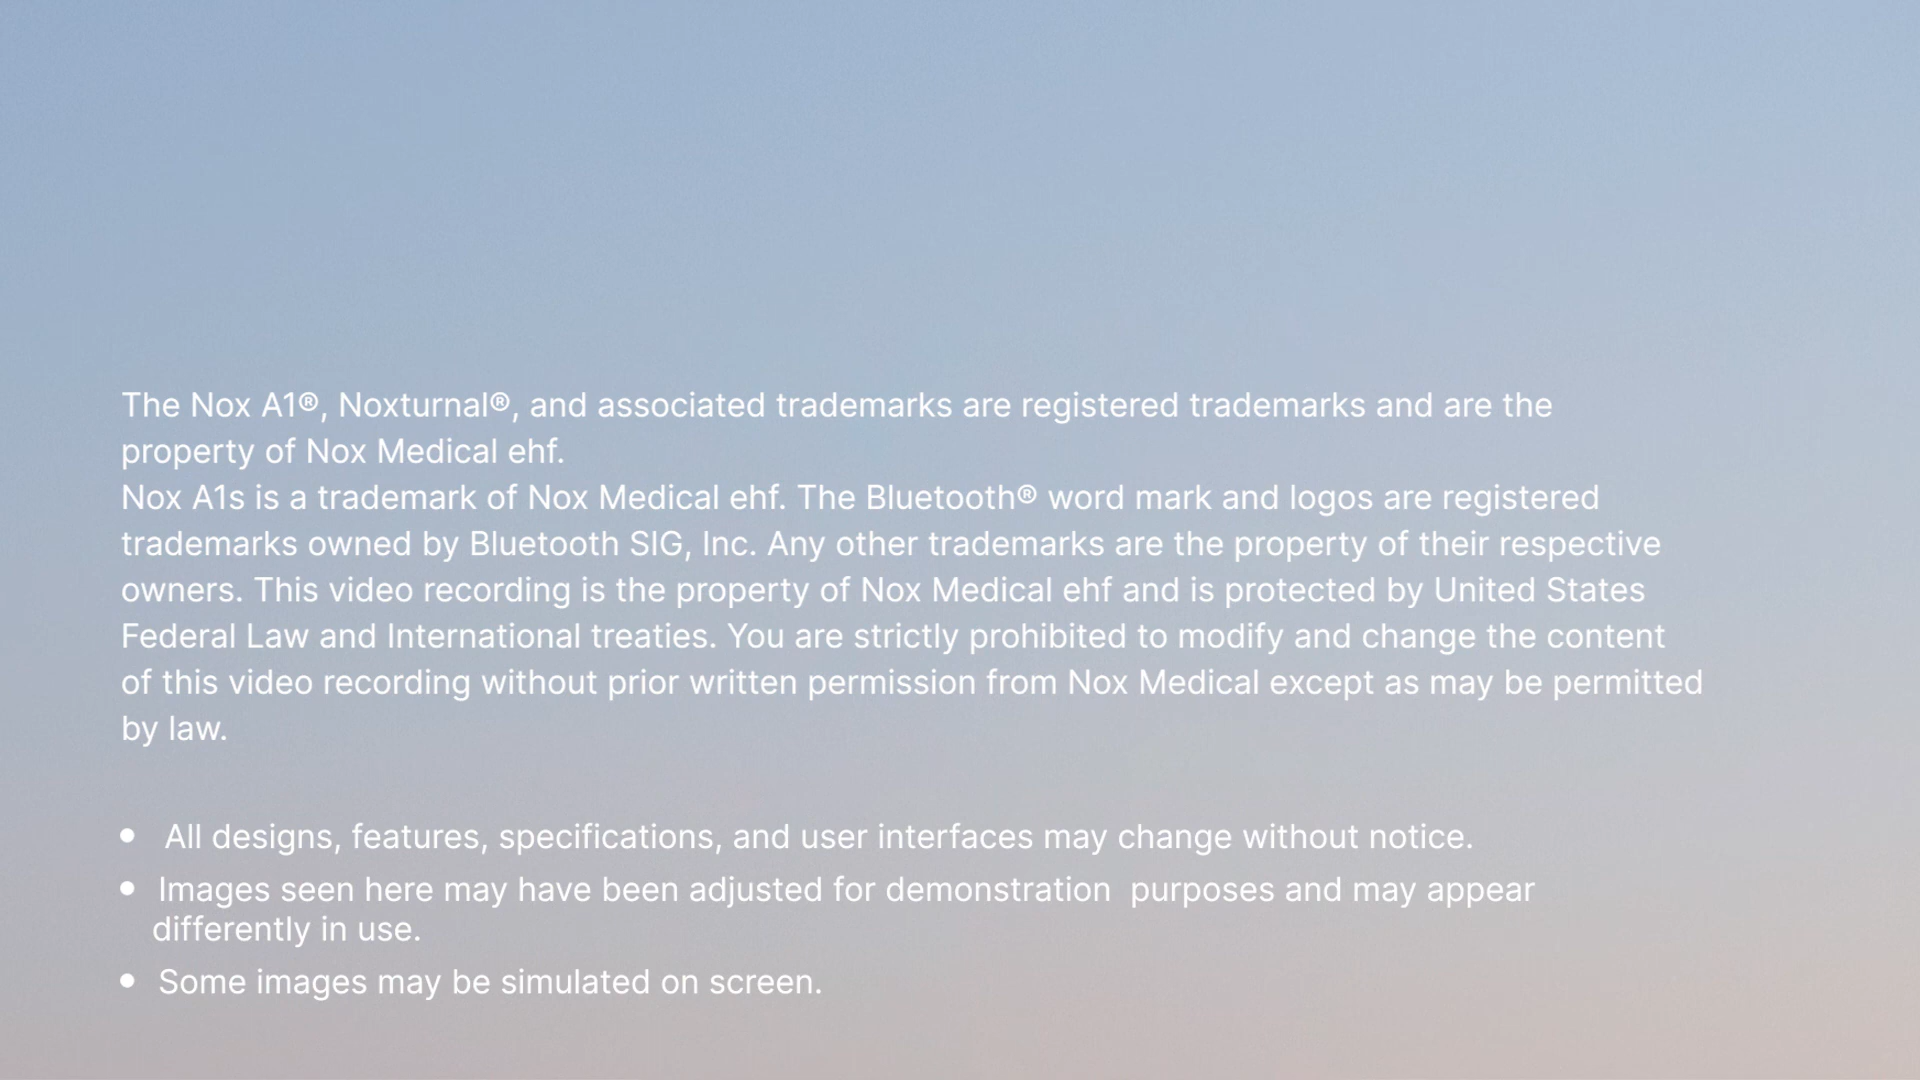 The Nox A1®, Noxturnal®, and associated trademarks are registered trademarks and are the
property of Nox Medical ehf.
Nox A1s is a trademark of Nox Medical ehf. The Bluetooth® word mark and logos are registered
trademarks owned by Bluetooth SIG, Inc. Any other trademarks are the property of their respective
owners. This video recording is the property of Nox Medical ehf and is protected by United States
Federal Law and International treaties. You are strictly prohibited to modify and change the content
of this video recording without prior written permission from Nox Medical except as may be permitted
by law.
• All designs, features, specifications, and user interfaces may change without notice.
• Images seen here may have been adjusted for demonstration  purposes and may appear
differently in use.
• Some images may be simulated on screen.